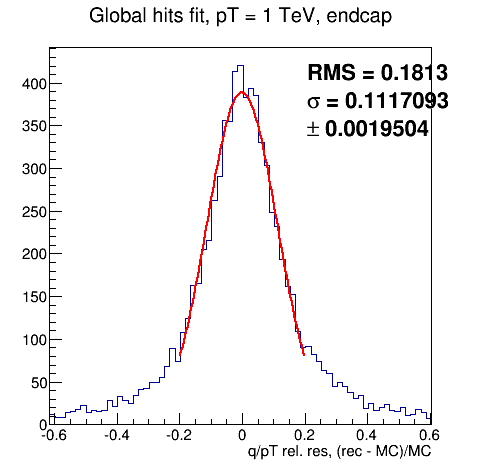 Global hits fit, pT = 1 TeV, endcap
RMS = 0.1813
σ = 0.1117093
± 0.0019504
400
350
300
250
200
150
100
50
0
-0.6 -0.4 -0.2 0 0.2 0.4 0.6
q/pT rel. res, (rec - MC)/MC